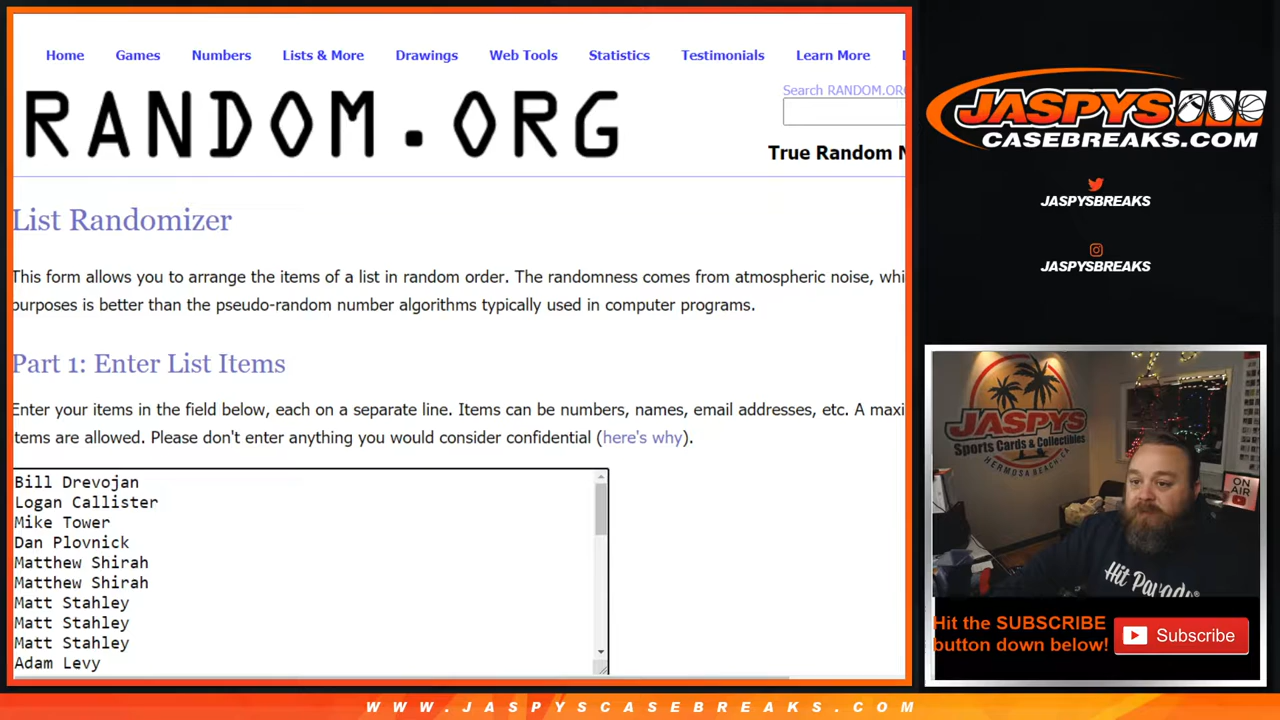 Home Games Numbers Lists & More Drawings Web Tools Statistics Testimonials Learn More
RANDOM.ORG
Search RANDOM.ORG
True Random N
List Randomizer
This form allows you to arrange the items of a list in random order. The randomness comes from atmospheric noise, whi
purposes is better than the pseudo-random number algorithms typically used in computer programs.
Part 1: Enter List Items
Enter your items in the field below, each on a separate line. Items can be numbers, names, email addresses, etc. A maxi
items are allowed. Please don't enter anything you would consider confidential (here's why).
Bill Drevojan
Logan Callister
Mike Tower
Dan Plovnick
Matthew Shirah
Matthew Shirah
Matt Stahley
Matt Stahley
Matt Stahley
Adam Levy
JASPYS
CASEBREAKS.COM
JASPYSBREAKS
JASPYSBREAKS
JASPYS
Sports Cards & Collectibles
HERMOSA BEACH, CA
ON
AIR
Hit Parade
Hit the SUBSCRIBE
button down below!
Subscribe
WWW.JASPYSCASEBREAKS.COM